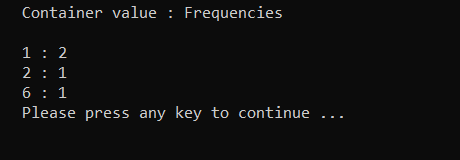 Container value : Frequencies
1 : 2
2 : 1
6 : 1
Please press any key to continue ...